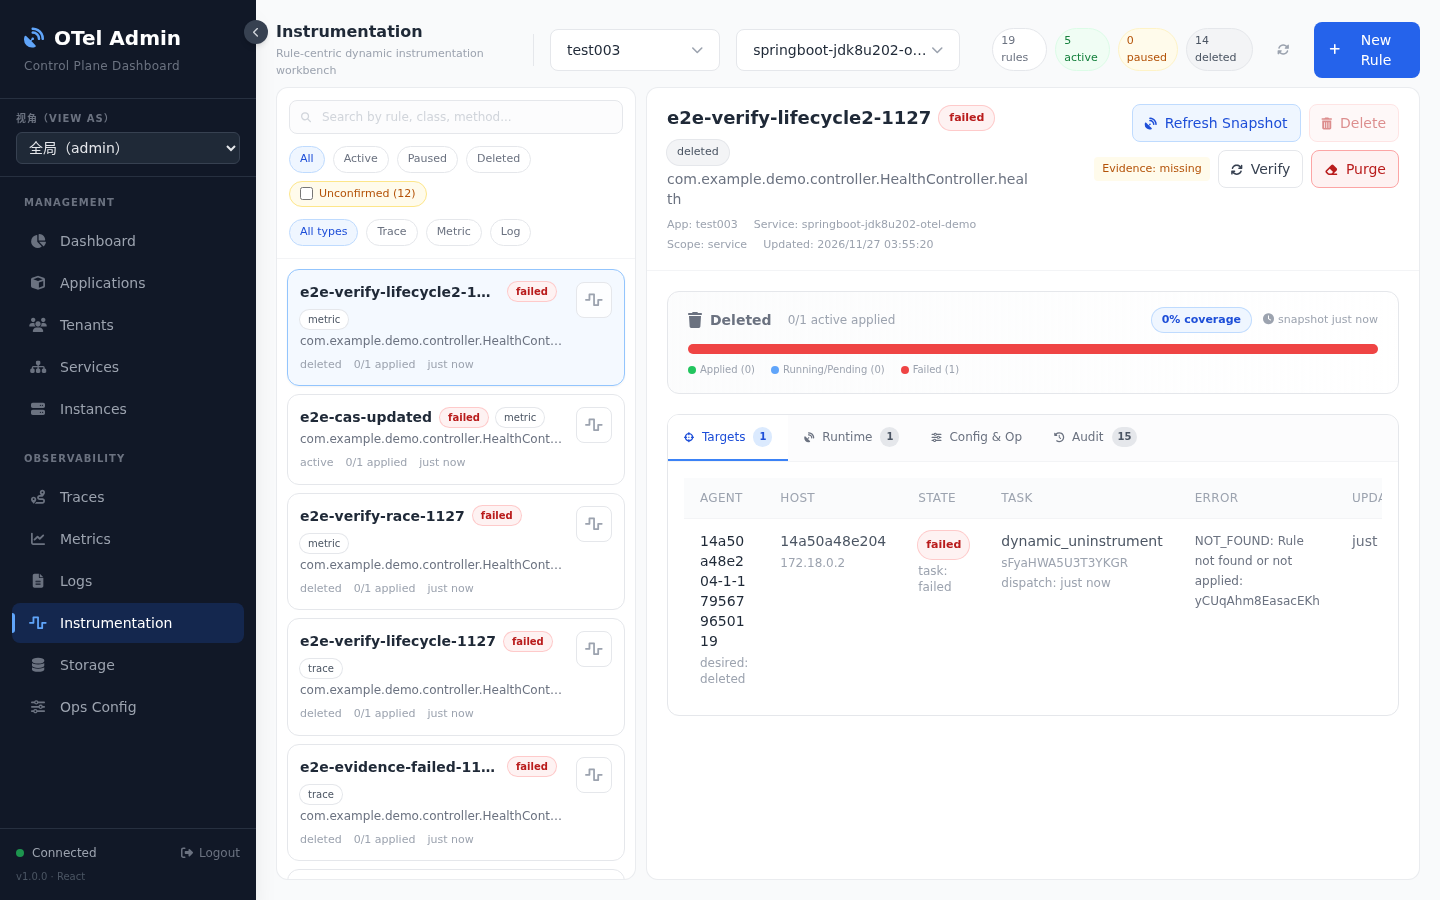 OTel Admin
Control Plane Dashboard
视角（VIEW AS）
全局（admin）
MANAGEMENT
Dashboard
Applications
Tenants
Services
Instances
OBSERVABILITY
Traces
Metrics
Logs
Instrumentation
Storage
Ops Config
Connected
Logout
v1.0.0 · React
Instrumentation
Rule-centric dynamic instrumentation
workbench
test003
springboot-jdk8u202-o...
19
rules
5
active
0
paused
14
deleted
New
Rule
Search by rule, class, method...
All
Active
Paused
Deleted
Unconfirmed (12)
All types
Trace
Metric
Log
e2e-verify-lifecycle2-1...
failed
metric
com.example.demo.controller.HealthCont...
deleted 0/1 applied just now
e2e-cas-updated
failed
metric
com.example.demo.controller.HealthCont...
active 0/1 applied just now
e2e-verify-race-1127
failed
metric
com.example.demo.controller.HealthCont...
deleted 0/1 applied just now
e2e-verify-lifecycle-1127
failed
trace
com.example.demo.controller.HealthCont...
deleted 0/1 applied just now
e2e-evidence-failed-11...
failed
trace
com.example.demo.controller.HealthCont...
deleted 0/1 applied just now
e2e-verify-lifecycle2-1127
failed
deleted
com.example.demo.controller.HealthController.heal
th
App: test003 Service: springboot-jdk8u202-otel-demo
Scope: service Updated: 2026/11/27 03:55:20
Refresh Snapshot
Delete
Evidence: missing
Verify
Purge
Deleted
0/1 active applied
0% coverage
snapshot just now
Applied (0)
Running/Pending (0)
Failed (1)
Targets 1
Runtime 1
Config & Op
Audit 15
AGENT
HOST
STATE
TASK
ERROR
UPDA
14a50
a48e2
04-1-1
79567
96501
19
desired:
deleted
14a50a48e204
172.18.0.2
failed
task:
failed
dynamic_uninstrument
sFyaHWA5U3T3YKGR
dispatch: just now
NOT_FOUND: Rule
not found or not
applied:
yCUqAhm8EasacEKh
just